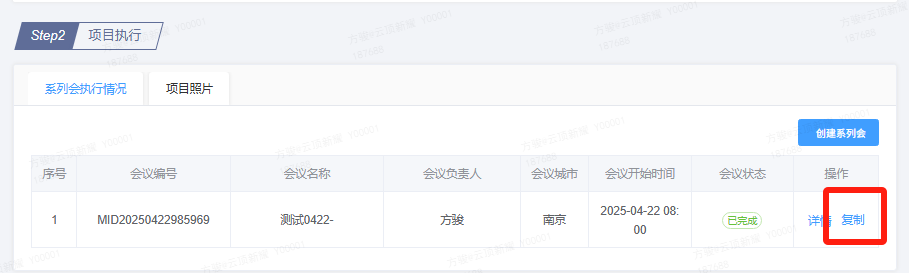 Step2 项目执行
系列会执行情况 项目照片
创建系列会
序号 会议编号 会议名称 会议负责人 会议城市 会议开始时间 会议状态 操作
1 MID20250422985969 测试0422- 方骏 南京 2025-04-22 08:
00 已完成 详情 复制